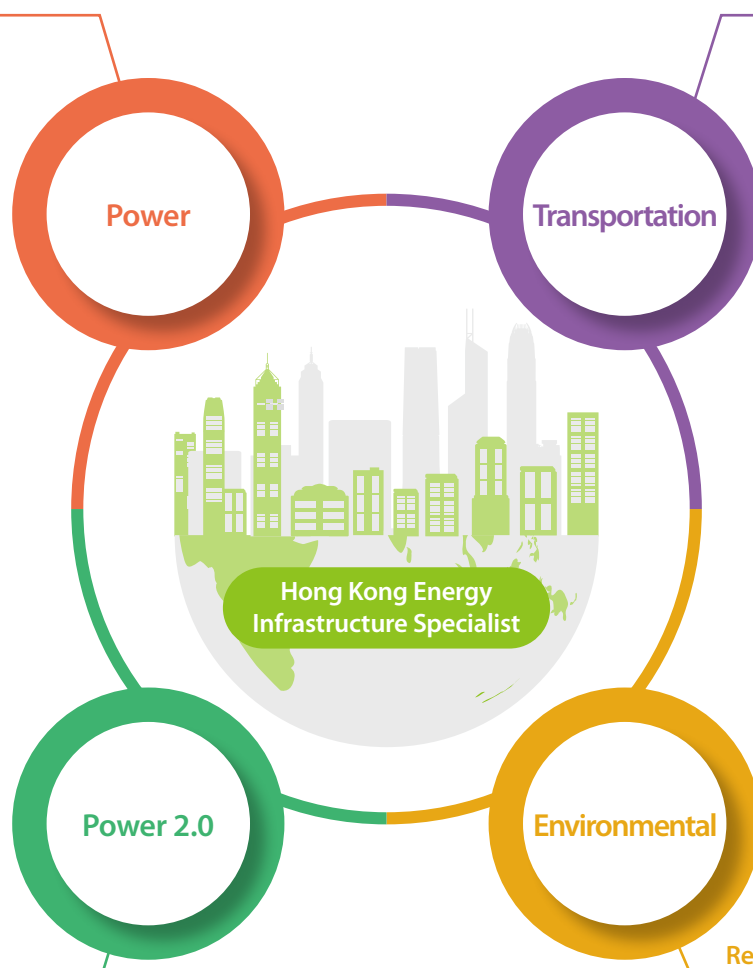 Power
Transportation
Hong Kong Energy
Infrastructure Specialist
Power 2.0
Environmental